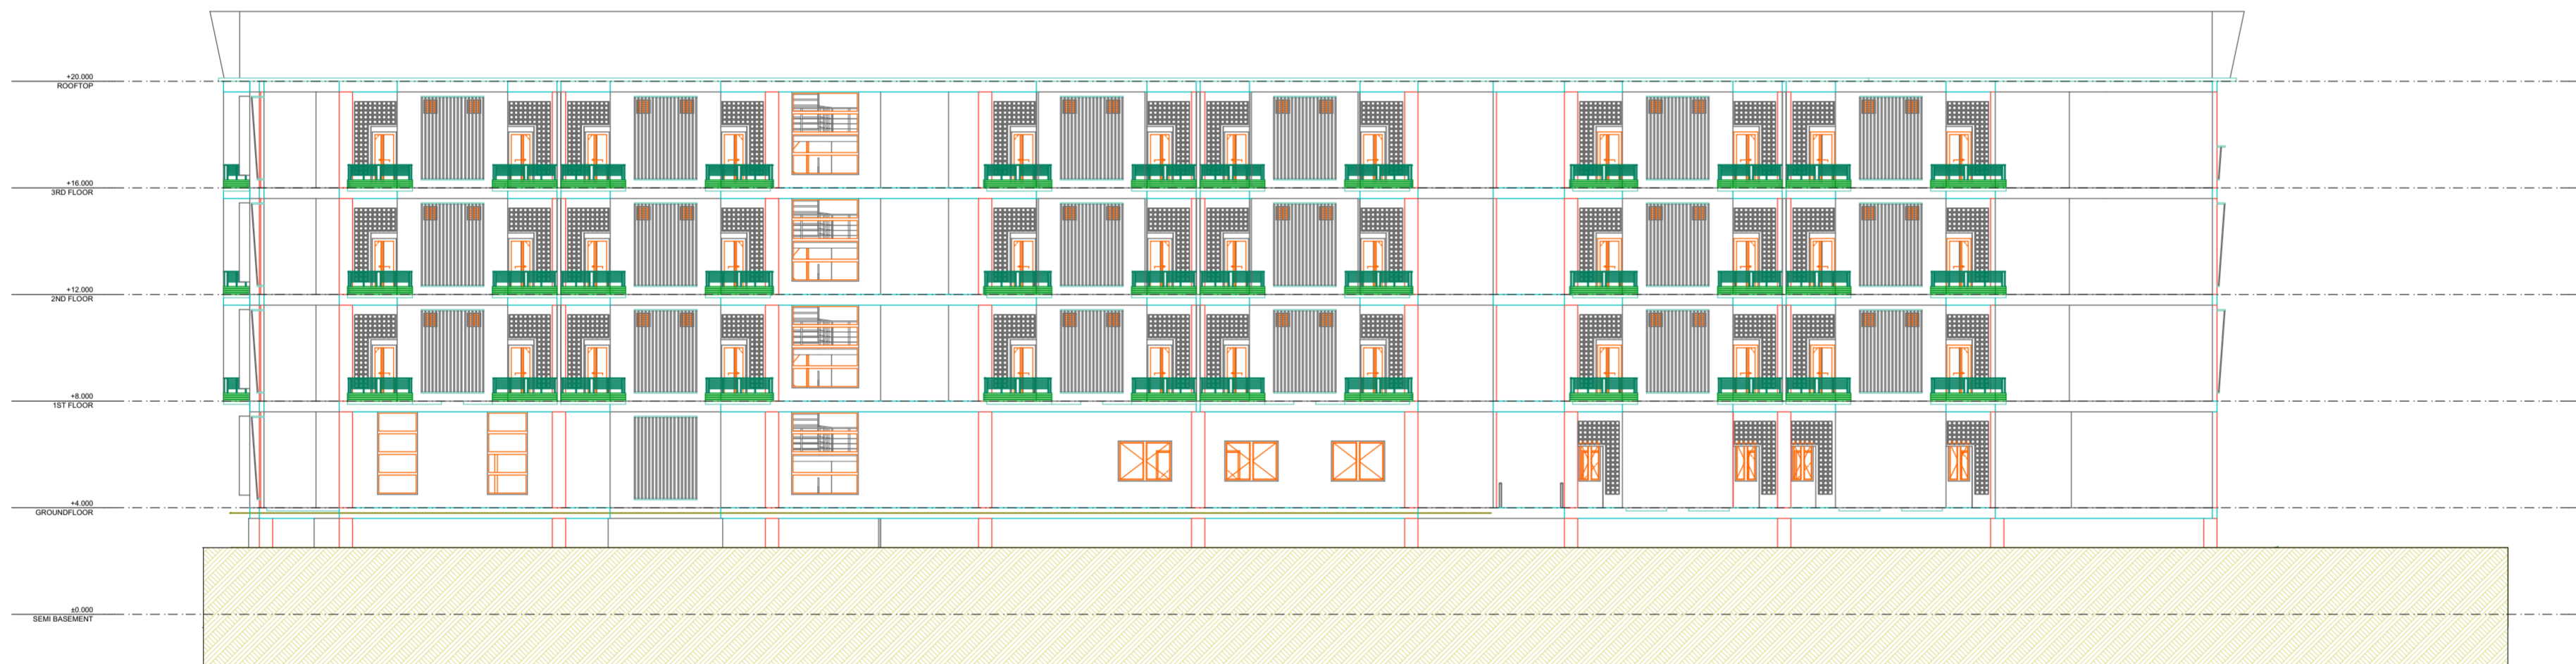 +20.000
ROOFTOP
+16.000
3RD FLOOR
+12.000
2ND FLOOR
+8.000
1ST FLOOR
+4.000
GROUNDFLOOR
±0.000
SEMI BASEMENT